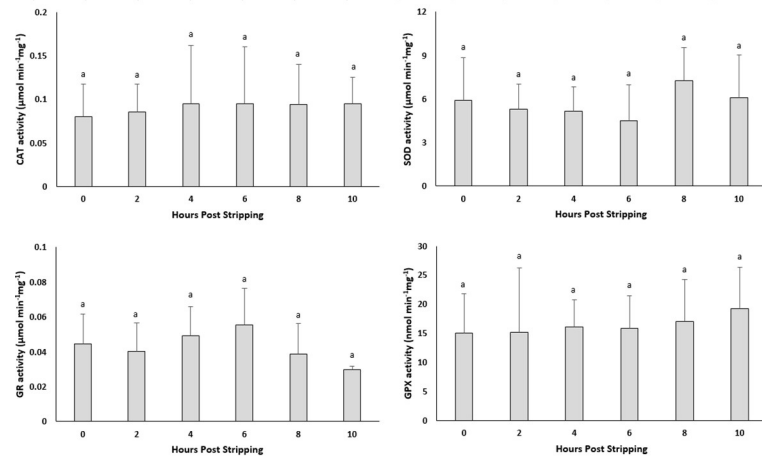 0.2
0.15
0.1
0.05
0
CAT activity (µmol min⁻¹mg⁻¹)
a a a a a a
0 2 4 6 8 10
Hours Post Stripping
12
9
6
3
0
SOD activity (µmol min⁻¹mg⁻¹)
a a a a a a
0 2 4 6 8 10
Hours Post Stripping
0.1
0.08
0.06
0.04
0.02
0
GR activity (µmol min⁻¹mg⁻¹)
a a a a a a
0 2 4 6 8 10
Hours Post Stripping
30
25
20
15
10
5
0
GPX activity (nmol min⁻¹mg⁻¹)
a a a a a a
0 2 4 6 8 10
Hours Post Stripping